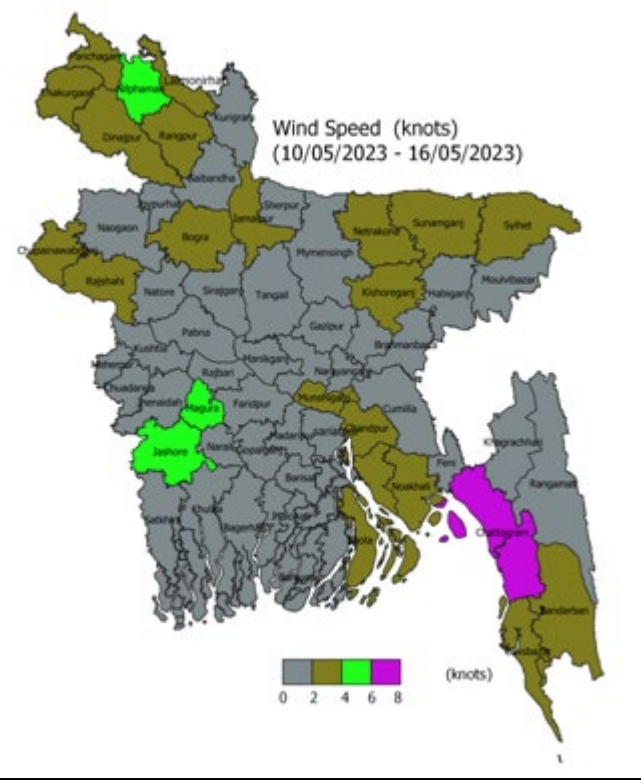 Panchagarh
Nilphamari
Lalmonirhat
Thakurgaon
Kurigram
Dinajpur
Rangpur
Wind Speed (knots)
(10/05/2023 - 16/05/2023)
Gaibandha
Joypurhat
Sherpur
Jamalpur
Naogaon
Bogra
Netrakona
Sunamganj
Sylhet
Mymensingh
Chapainawabganj
Rajshahi
Natore
Sirajganj
Tangail
Kishoreganj
Habiganj
Moulvibazar
Pabna
Gazipur
Kushtia
Brahmanbaria
Meherpur
Manikganj
Rajbari
Narayanganj
Chuadanga
Jhenaidah
Magura
Faridpur
Munshiganj
Cumilla
Chandpur
Khagrachhari
Jashore
Narail
Gopalganj
Madaripur
Shariatpur
Feni
Barisal
Noakhali
Rangamati
Satkhira
Khulna
Bagerhat
Bhola
Chattogram
Bandarban
Coxsbazar
(knots)
0 2 4 6 8